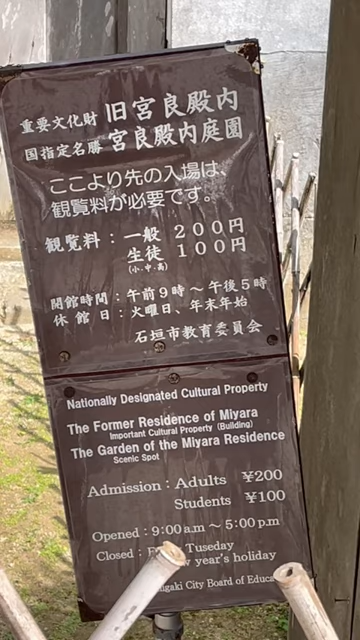 重要文化財 旧宮良殿内
国指定名勝 宮良殿内庭園
ここより先の入場は、
観覧料が必要です。
観覧料：一般 200円
生徒 100円
(小.中.高)
開館時間：午前9時～午後5時
休館日：火曜日、年末年始
石垣市教育委員会
Nationally Designated Cultural Property
The Former Residence of Miyara
Important Cultural Property (Building)
The Garden of the Miyara Residence
Scenic Spot
Admission : Adults ¥200
Students ¥100
Opened : 9:00a.m～5:00p.m
Closed : Tuseday
year's holiday
City Board of